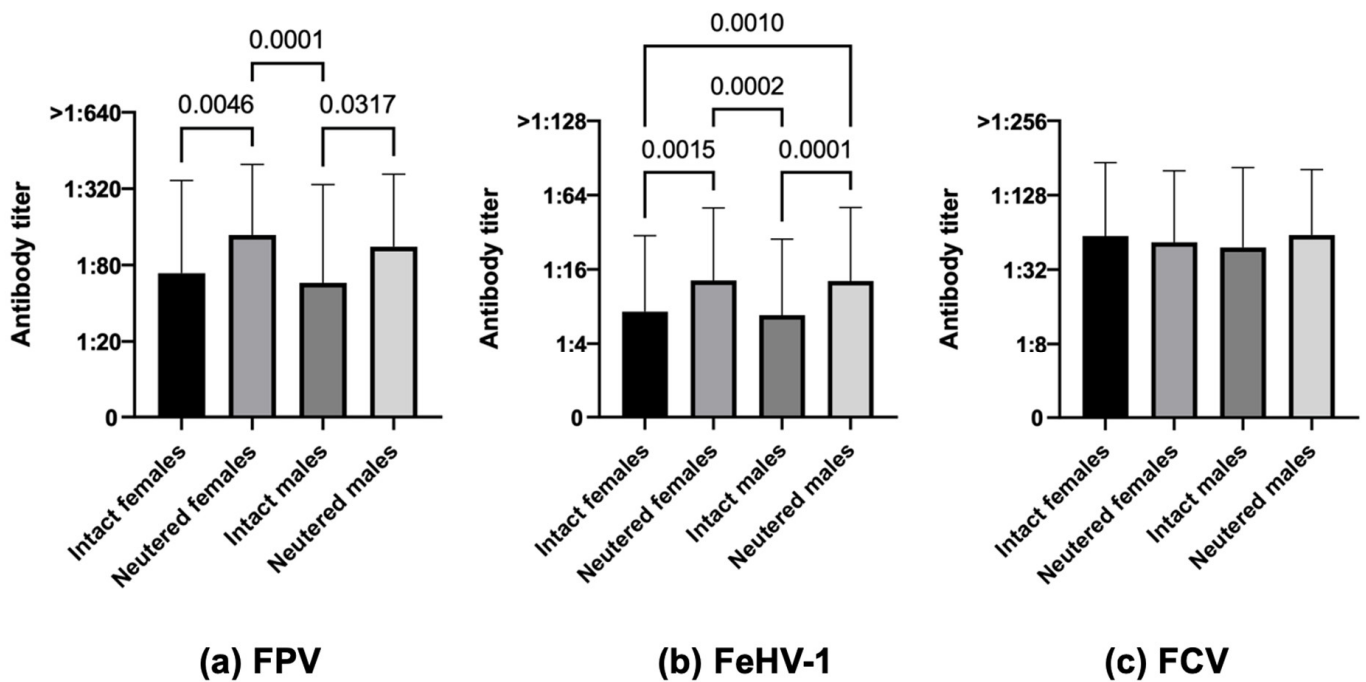 0.0001
0.0046
0.0317
>1:640
1:320
1:80
1:20
0
Antibody titer
Intact females
Neutered females
Intact males
Neutered males
(a) FPV
0.0010
0.0002
0.0015
0.0001
>1:128
1:64
1:16
1:4
0
Antibody titer
Intact females
Neutered females
Intact males
Neutered males
(b) FeHV-1
>1:256
1:128
1:32
1:8
0
Antibody titer
Intact females
Neutered females
Intact males
Neutered males
(c) FCV